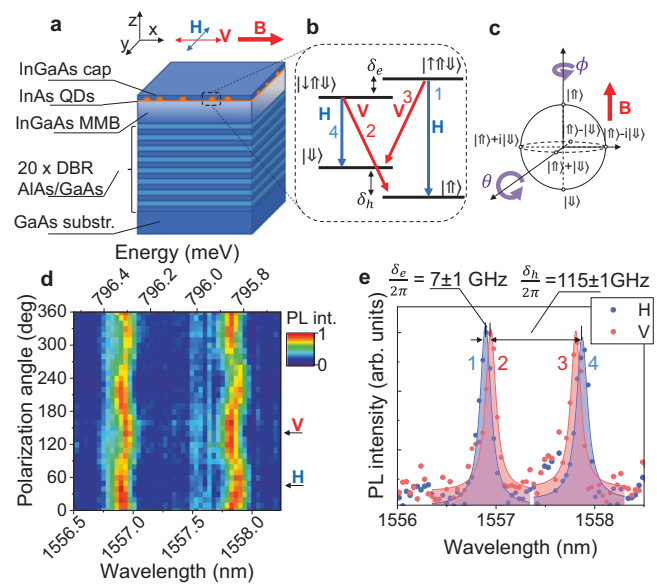 a
z
x
y
H
V
B
InGaAs cap
InAs QDs
InGaAs MMB
20 x DBR
AlAs/GaAs
GaAs substr.
b
δe
|↓⇑⇓⟩
|↑⇑⇓⟩
V
V
3
1
H
4
2
H
|⇓⟩
δh
|⇑⟩
c
ϕ
|⇑⟩
B
|⇑⟩-|⇓⟩
|⇑⟩+i|⇓⟩
|⇑⟩-i|⇓⟩
|⇑⟩+|⇓⟩
θ
|⇓⟩
Energy (meV)
d
796.4
796.2
796.0
795.8
Polarization angle (deg)
360
300
240
180
120
60
0
PL int.
1
0
V
H
1556.5
1557.0
1557.5
1558.0
Wavelength (nm)
e
δe/2π = 7±1 GHz
δh/2π = 115±1GHz
H
V
1
2
3
4
PL intensity (arb. units)
1556
1557
1558
Wavelength (nm)